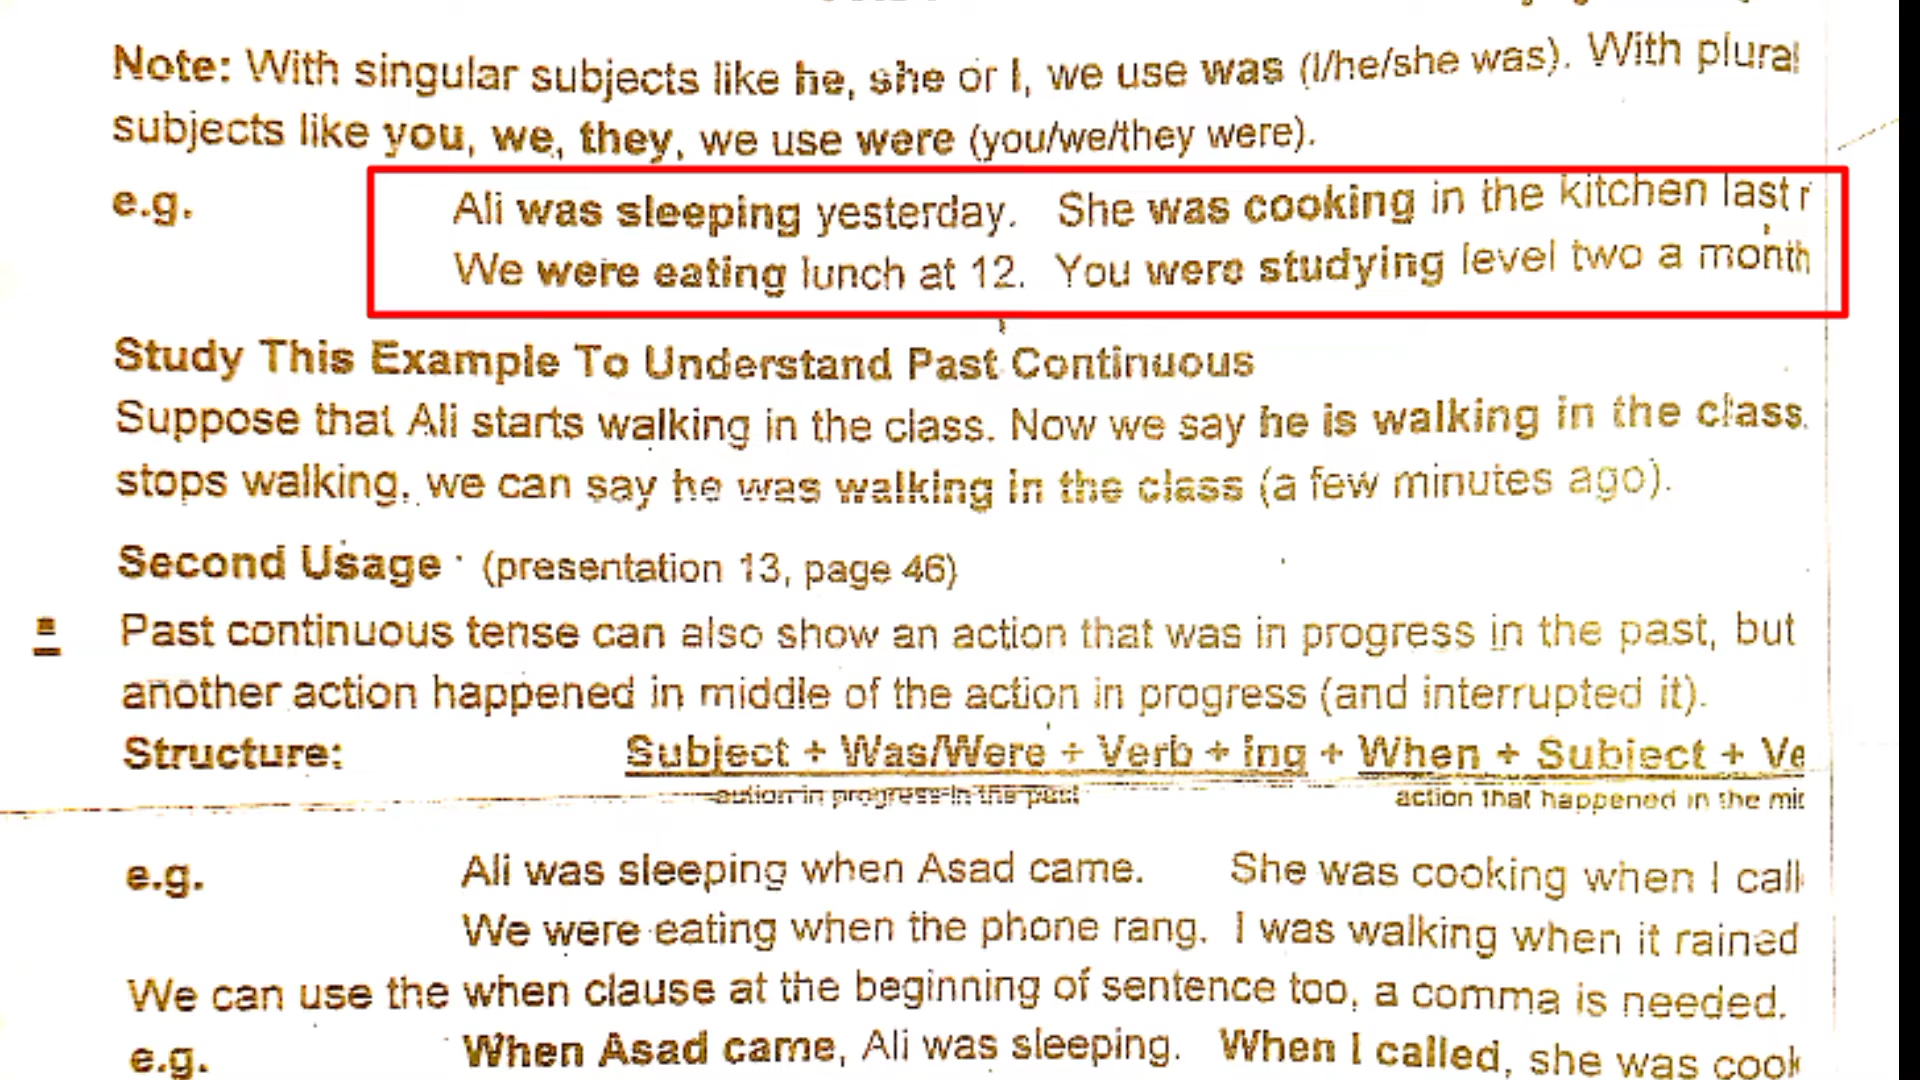 Note: With singular subjects like he, she or I, we use was (I/he/she was). With plural
subjects like you, we, they, we use were (you/we/they were).
e.g. Ali was sleeping yesterday. She was cooking in the kitchen last
We were eating lunch at 12. You were studying level two a month
Study This Example To Understand Past Continuous
Suppose that Ali starts walking in the class. Now we say he is walking in the class.
stops walking, we can say he was walking in the class (a few minutes ago).
Second Usage (presentation 13, page 46)
Past continuous tense can also show an action that was in progress in the past, but
another action happened in middle of the action in progress (and interrupted it).
Structure: Subject + Was/Were + Verb + ing + When + Subject + Ve
action in progress in the past action that happened in the
e.g. Ali was sleeping when Asad came. She was cooking when I call
We were eating when the phone rang. I was walking when it rained
We can use the when clause at the beginning of sentence too, a comma is needed.
e.g. When Asad came, Ali was sleeping. When I called, she was cook